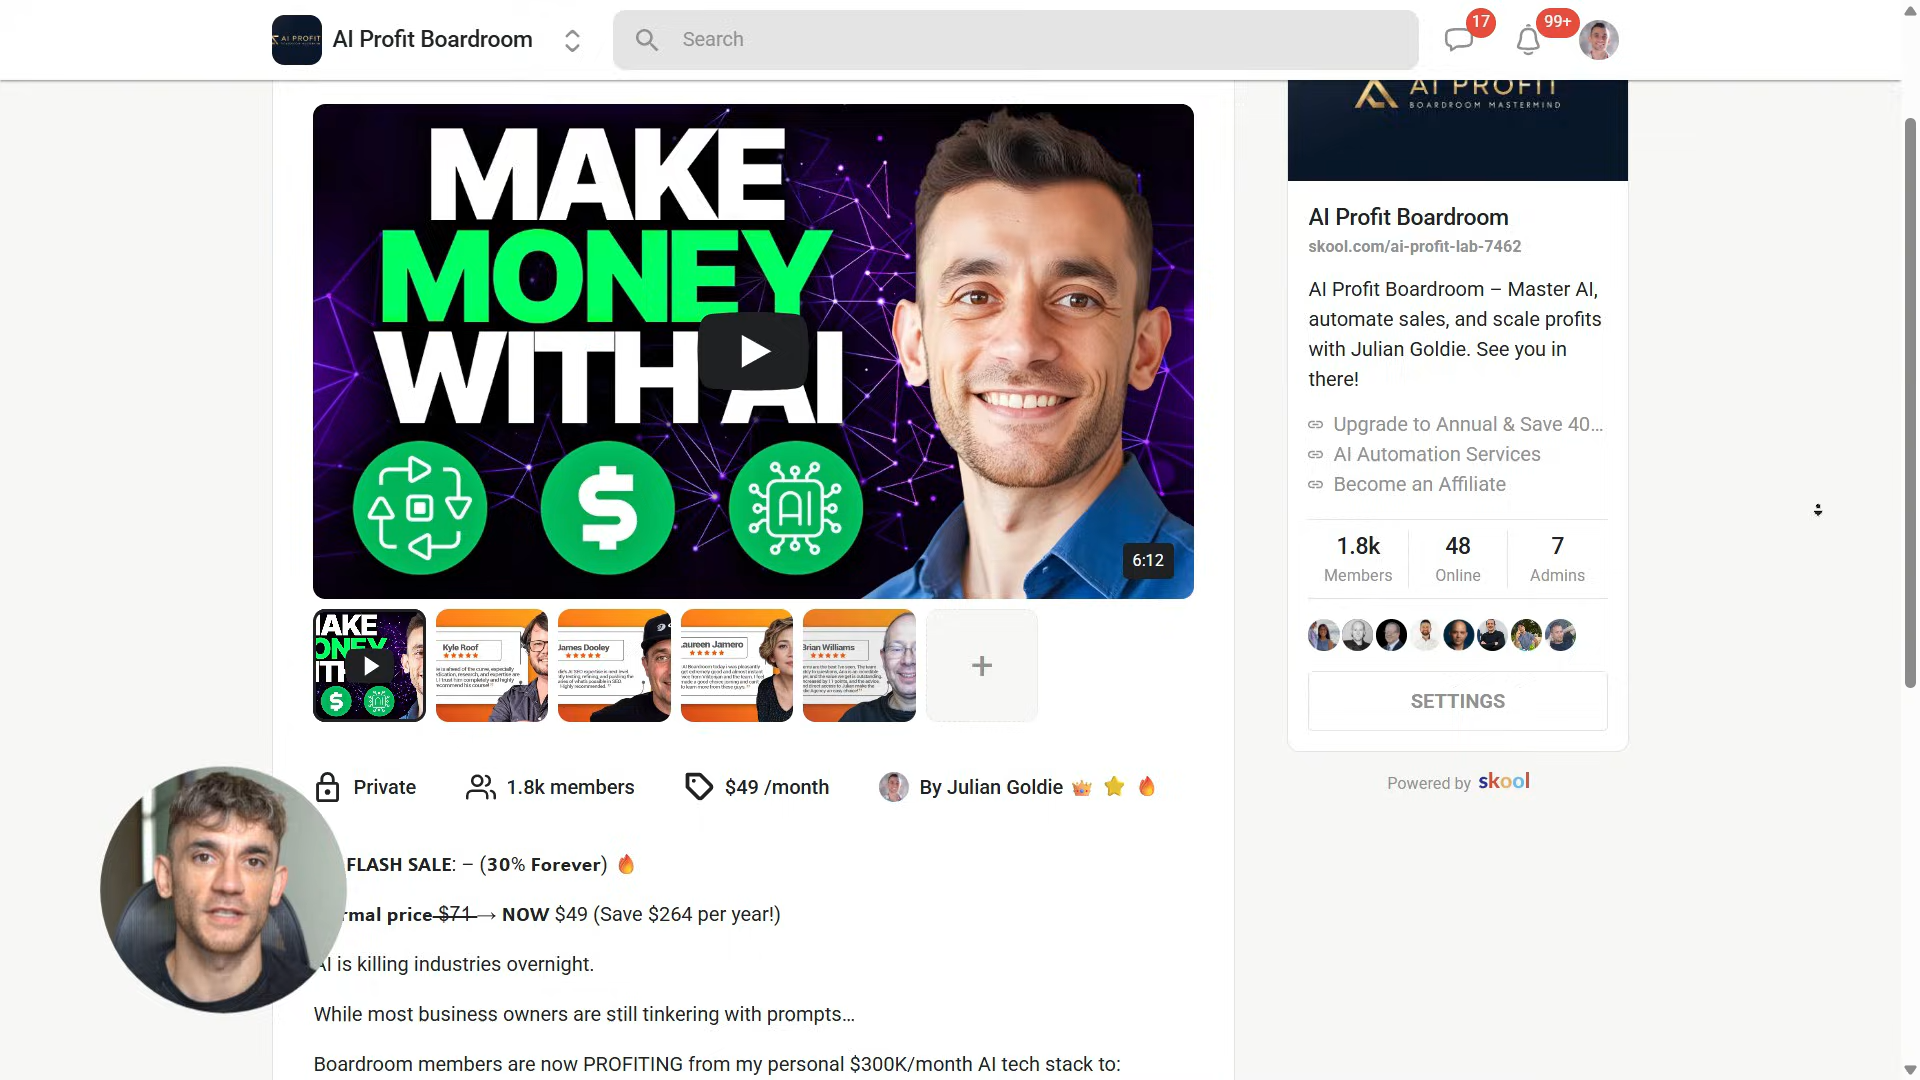 AI PROFIT
AI Profit Boardroom
Search
17
99+
MAKE
MONEY
WITH AI
AI
6:12
Kyle Roof
James Dooley
Laureen Jamero
Brian Williams
+
Private
1.8k members
$49 /month
By Julian Goldie
FLASH SALE: – (30% Forever)
rmal price $71 → NOW $49 (Save $264 per year!)
AI is killing industries overnight.
While most business owners are still tinkering with prompts...
Boardroom members are now PROFITING from my personal $300K/month AI tech stack to:
AI PROFIT
BOARDROOM MASTERMIND
AI Profit Boardroom
skool.com/ai-profit-lab-7462
AI Profit Boardroom – Master AI,
automate sales, and scale profits
with Julian Goldie. See you in
there!
Upgrade to Annual & Save 40...
AI Automation Services
Become an Affiliate
1.8k
Members
48
Online
7
Admins
SETTINGS
Powered by skool